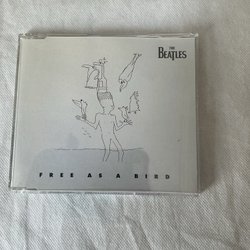 THE
BEATLES
FREE AS A BIRD